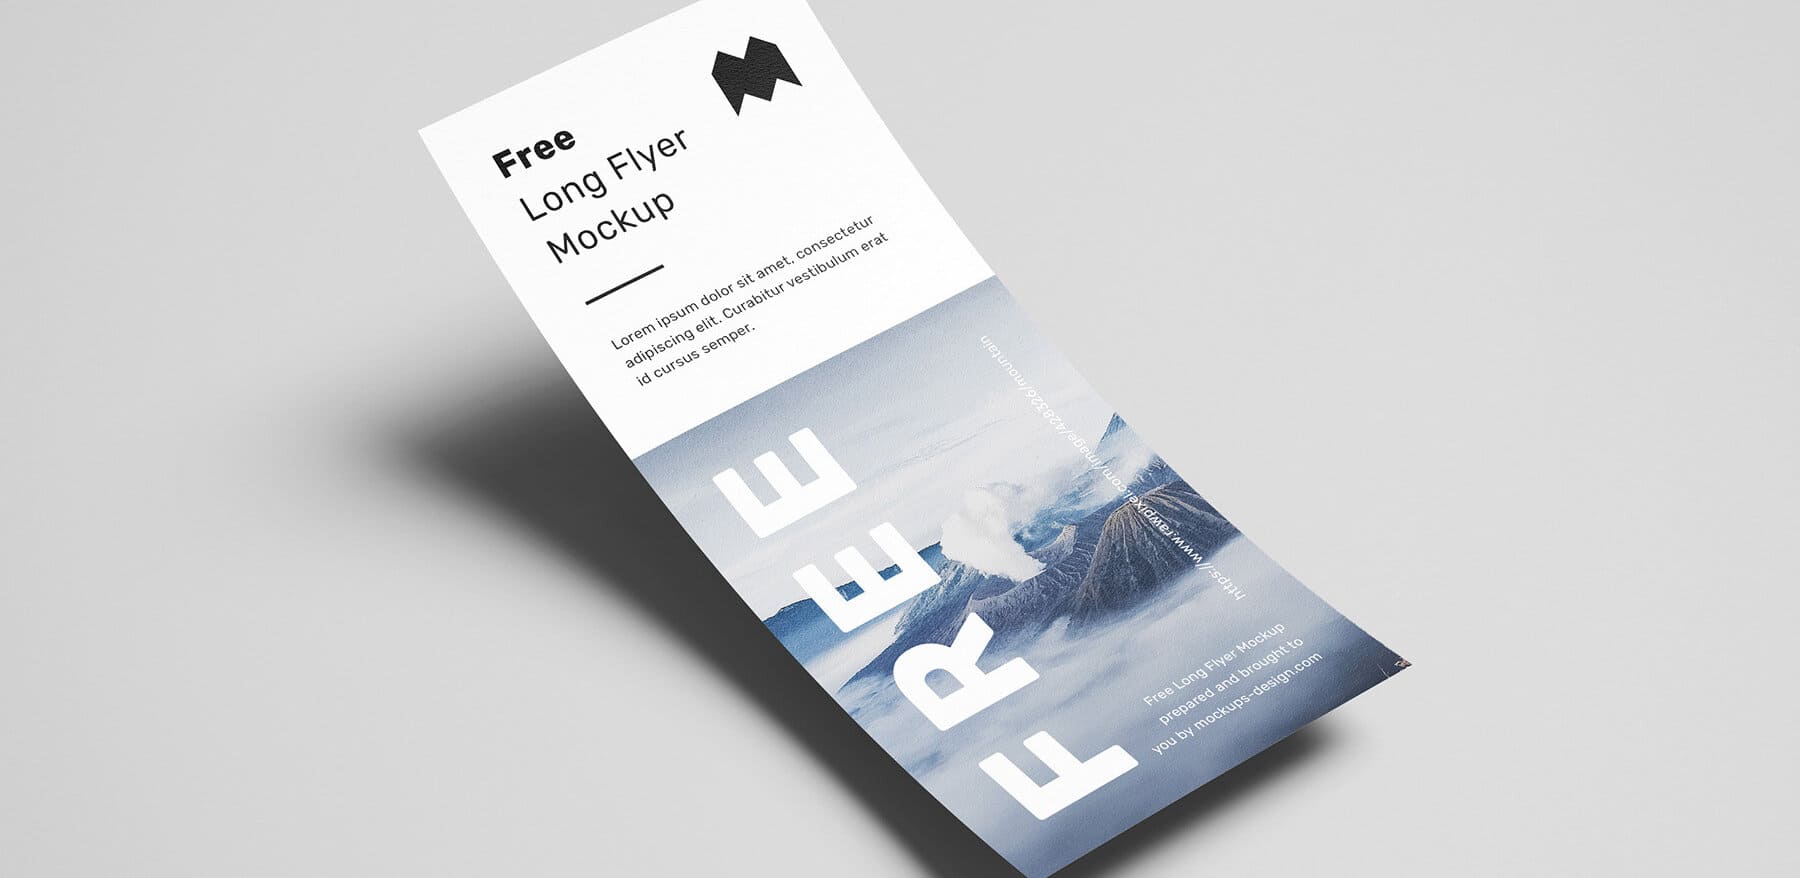 Free
Long Flyer
Mockup
Lorem ipsum dolor sit amet, consectetur
adipiscing elit. Curabitur vestibulum erat
id cursus semper.
https://www.rawpixel.com/image/428326/mountain
FREE
Free Long Flyer Mockup
prepared and brought to
you by mockups-design.com